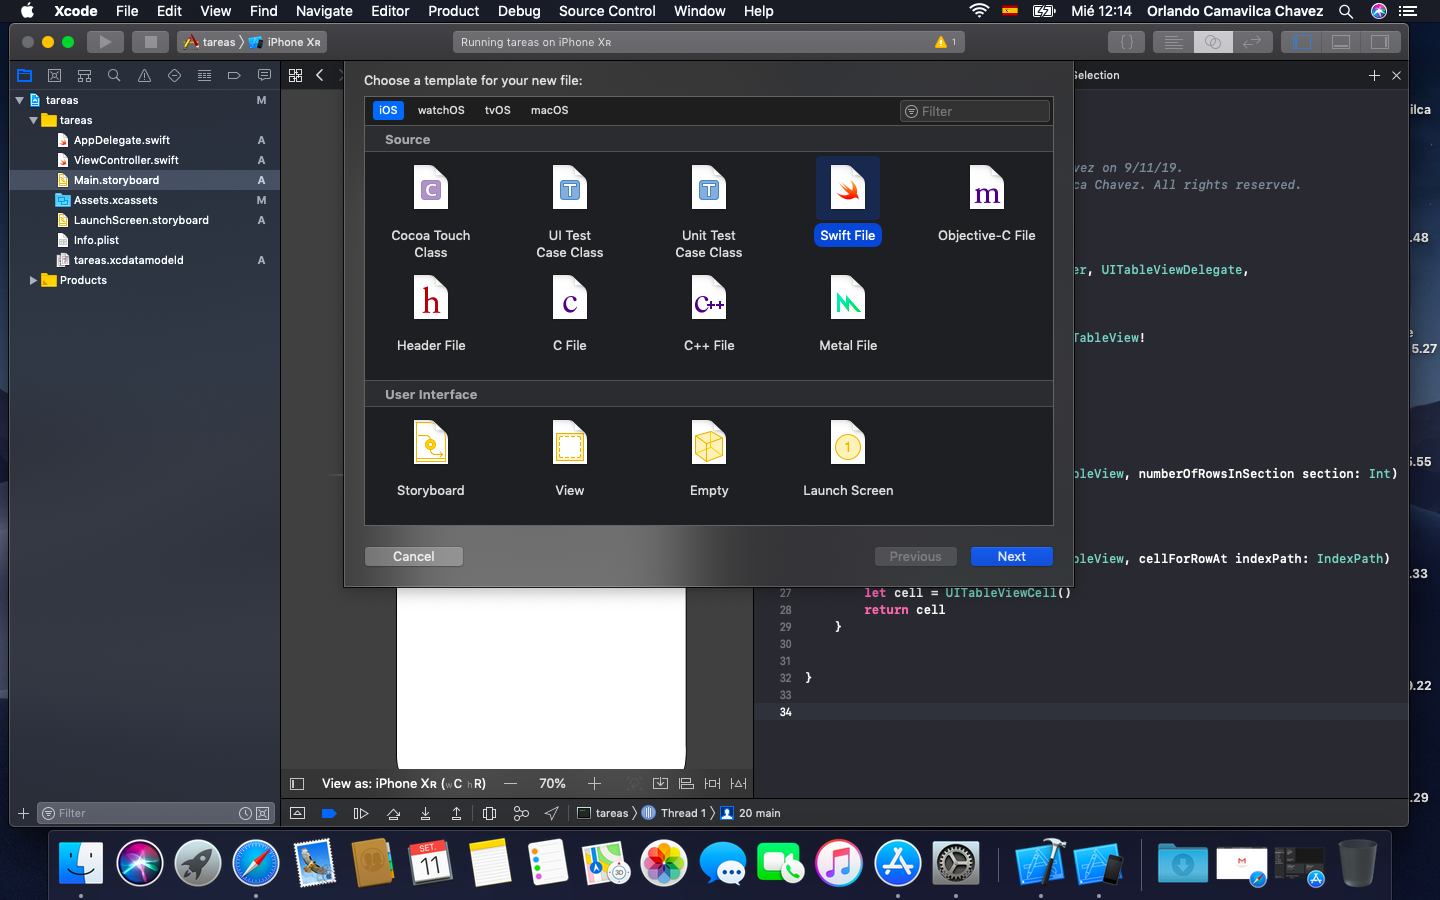 Xcode File Edit View Find Navigate Editor Product Debug Source Control Window Help Mié 12:14 Orlando Camavilca Chavez
tareas 〉 iPhone XR
Running tareas on iPhone XR
1
Choose a template for your new file:
Selection
iOS watchOS tvOS macOS
Filter
tareas M
tareas
AppDelegate.swift A
ViewController.swift A
Main.storyboard A
Assets.xcassets M
LaunchScreen.storyboard A
Info.plist
tareas.xcdatamodeld A
Products
Source
Cocoa Touch Class
UI Test Case Class
Unit Test Case Class
Swift File
Objective-C File
Header File
C File
C++ File
Metal File
User Interface
Storyboard
View
Empty
Launch Screen
Cancel
Previous
Next
vez on 9/11/19.
ca Chavez. All rights reserved.
er, UITableViewDelegate,
TableView!
bleView, numberOfRowsInSection section: Int)
bleView, cellForRowAt indexPath: IndexPath)
27 let cell = UITableViewCell()
28 return cell
29 }
30
31
32 }
33
34
ilca
.48
5.27
5.55
.33
9.22
.29
View as: iPhone XR (wC hR) — 70% +
Filter
tareas 〉 Thread 1 〉 20 main
SET.
11